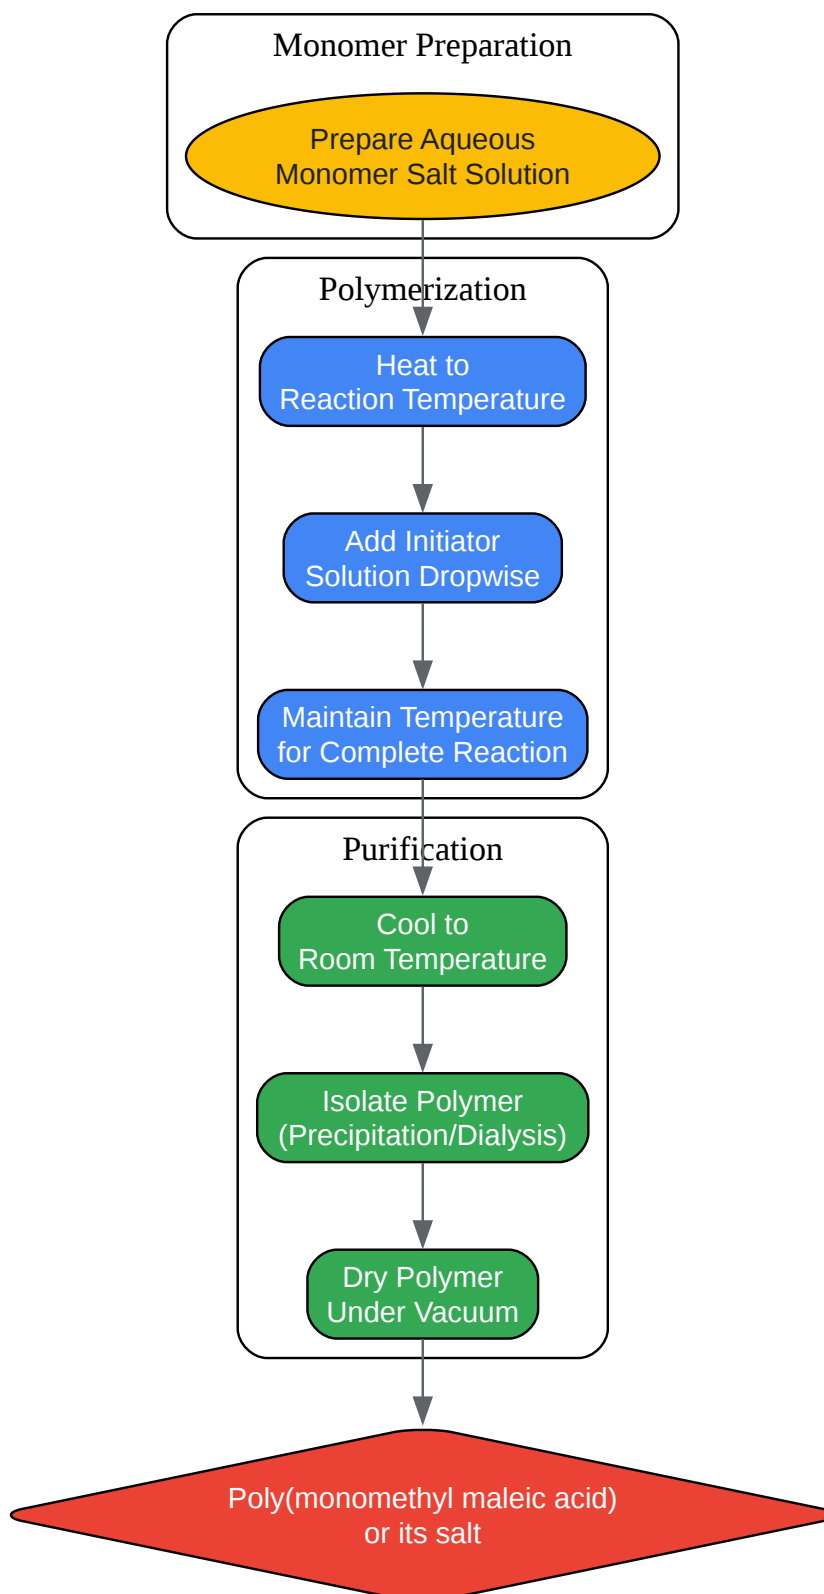 Monomer Preparation
Prepare Aqueous
Monomer Salt Solution
Polymerization
Heat to
Reaction Temperature
Add Initiator
Solution Dropwise
Maintain Temperature
for Complete Reaction
Purification
Cool to
Room Temperature
Isolate Polymer
(Precipitation/Dialysis)
Dry Polymer
Under Vacuum
Poly(monomethyl maleic acid)
or its salt